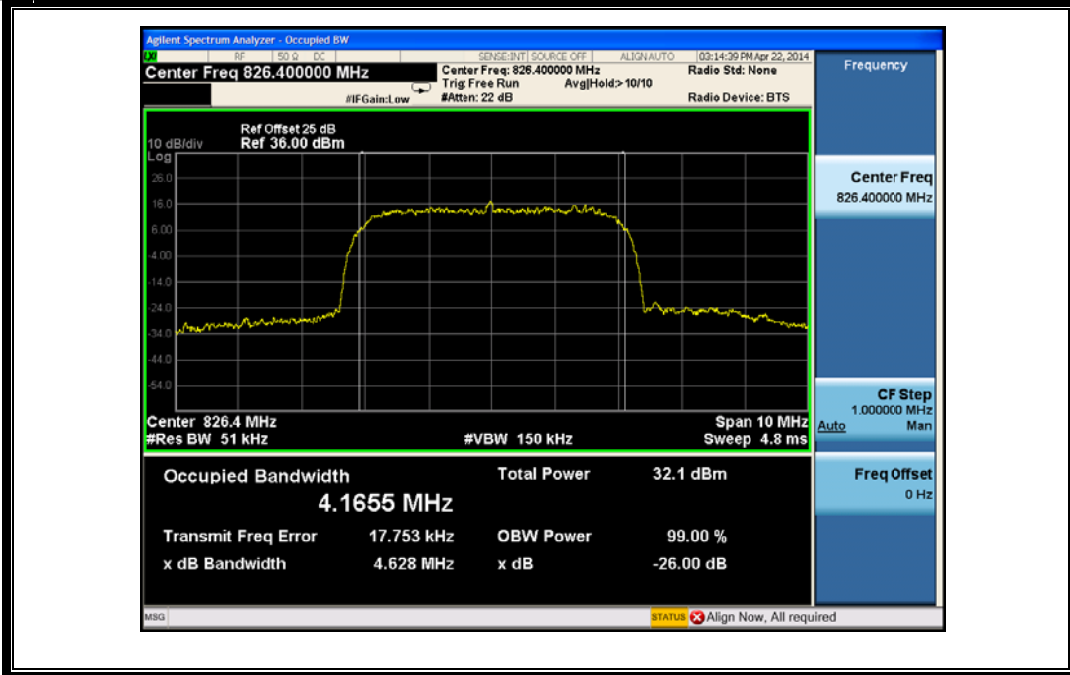 Agilent Spectrum Analyzer - Occupied BW
LXI RF 50 Ω DC SENSE:INT SOURCE OFF ALIGN AUTO 03:14:39 PM Apr 22, 2014
Center Freq 826.400000 MHz
Center Freq: 826.400000 MHz
Radio Std: None
Trig: Free Run Avg|Hold:>10/10
#IFGain:Low
#Atten: 22 dB
Radio Device: BTS
Ref Offset 25 dB
10 dB/div Ref 36.00 dBm
Log
26.0
16.0
6.00
-4.00
-14.0
-24.0
-34.0
-44.0
-54.0
Center 826.4 MHz Span 10 MHz
#Res BW 51 kHz #VBW 150 kHz Sweep 4.8 ms
Occupied Bandwidth Total Power 32.1 dBm
4.1655 MHz
Transmit Freq Error 17.753 kHz OBW Power 99.00 %
x dB Bandwidth 4.628 MHz x dB -26.00 dB
Frequency
Center Freq
826.400000 MHz
CF Step
1.000000 MHz
Auto Man
Freq Offset
0 Hz
MSG STATUS Align Now, All required